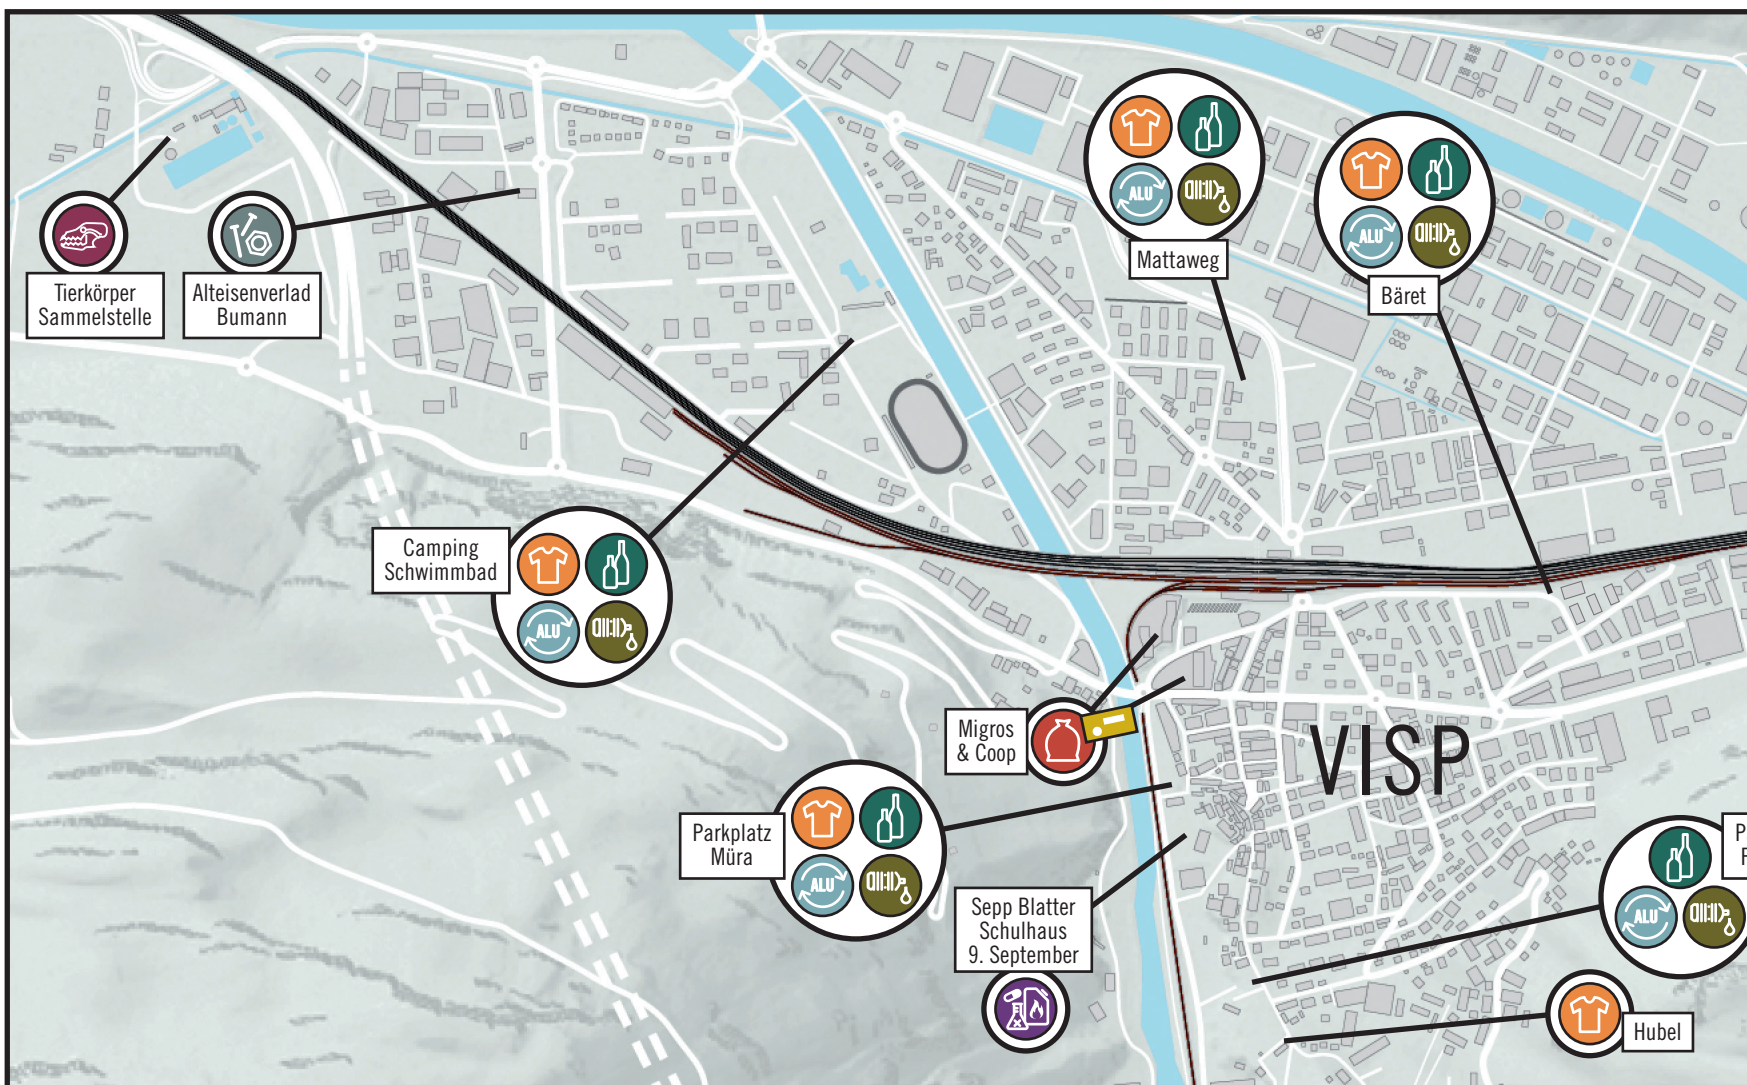 ALU
Mattaweg
ALU
Bäret
Tierkörper
Sammelstelle
Alteisenverlad
Bumann
Camping
Schwimmbad
ALU
Migros
& Coop
VISP
Parkplatz
Müra
ALU
Sepp Blatter
Schulhaus
9. September
ALU
Hubel